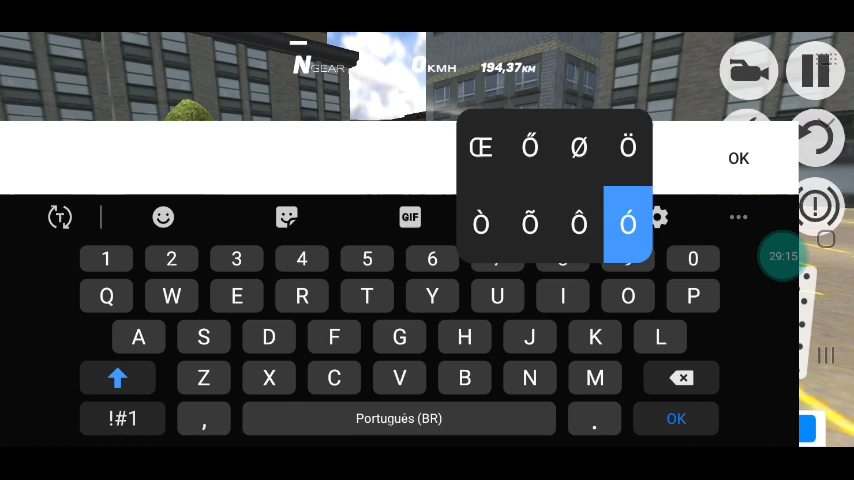 N GEAR 0 KMH 194,37 KM
Œ Ő Ø Ö
OK
Ò Õ Ô Ó
T GIF
29:15
1 2 3 4 5 6 0
Q W E R T Y U I O P
A S D F G H J K L
Z X C V B N M
!#1 , Português (BR) . OK